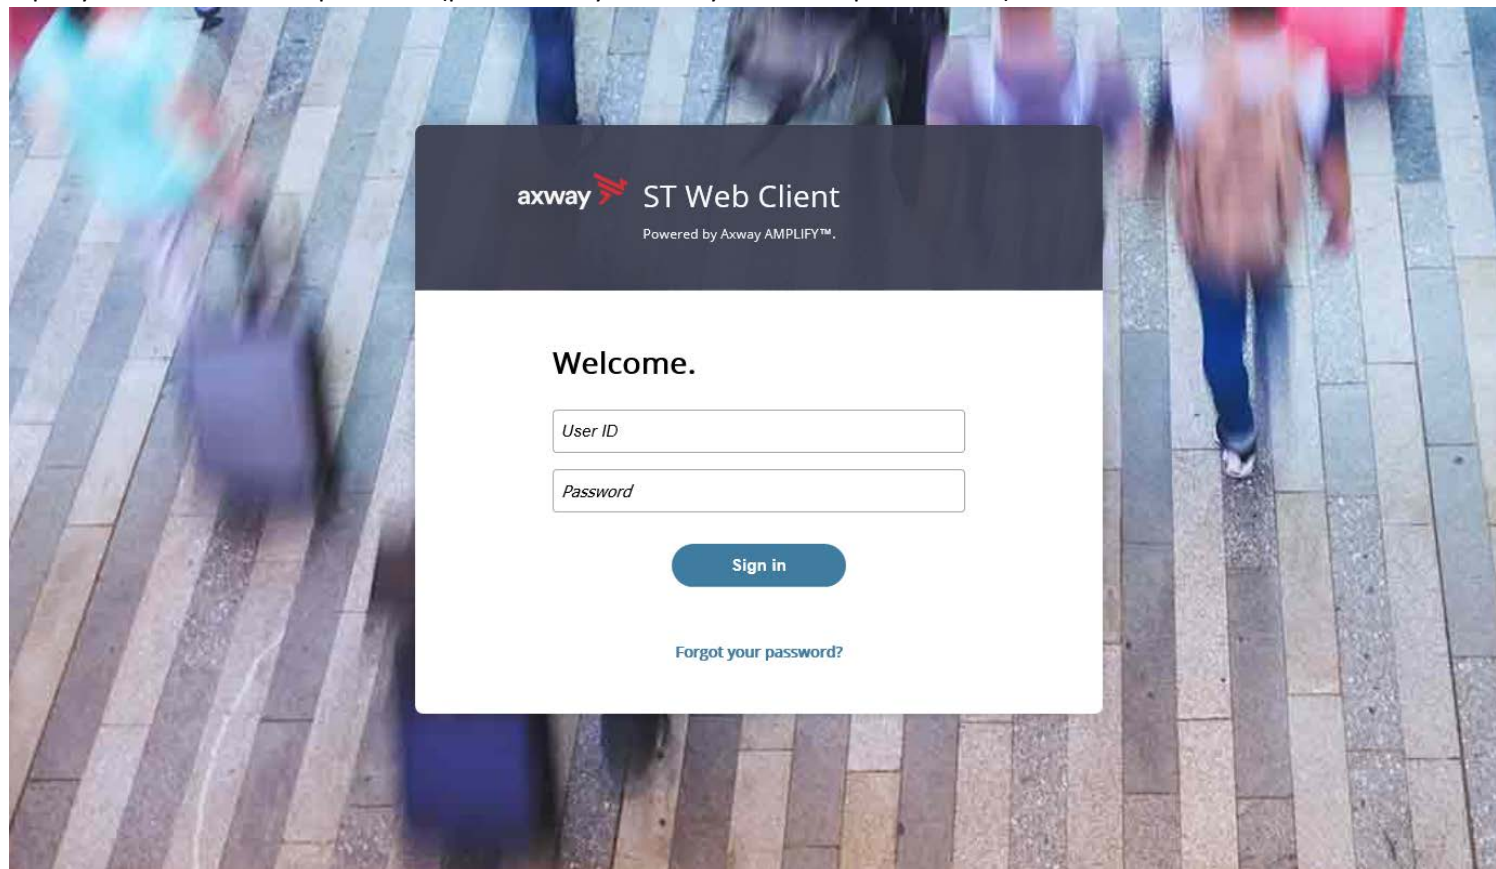 axway ST Web Client
Powered by Axway AMPLIFY™.
Welcome.
User ID
Password
Sign in
Forgot your password?